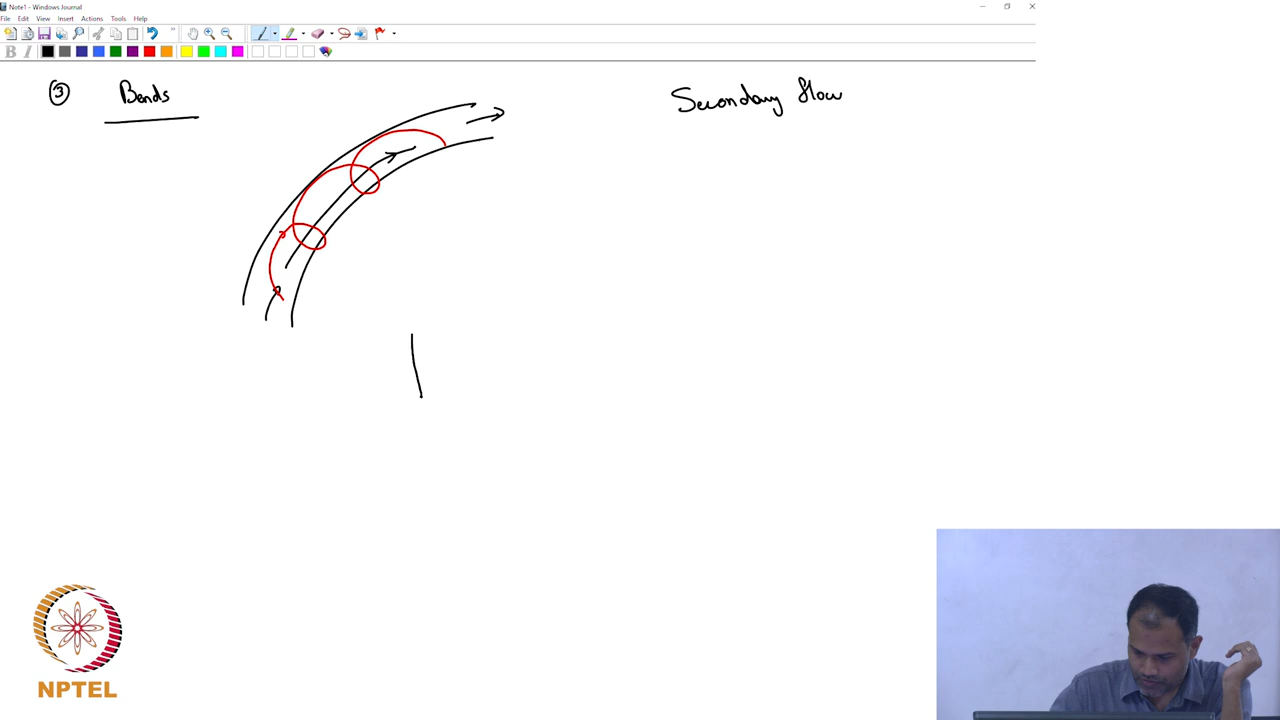 Note1 - Windows Journal
File Edit View Insert Actions Tools Help
B I
3 Bends
Secondary flow
NPTEL